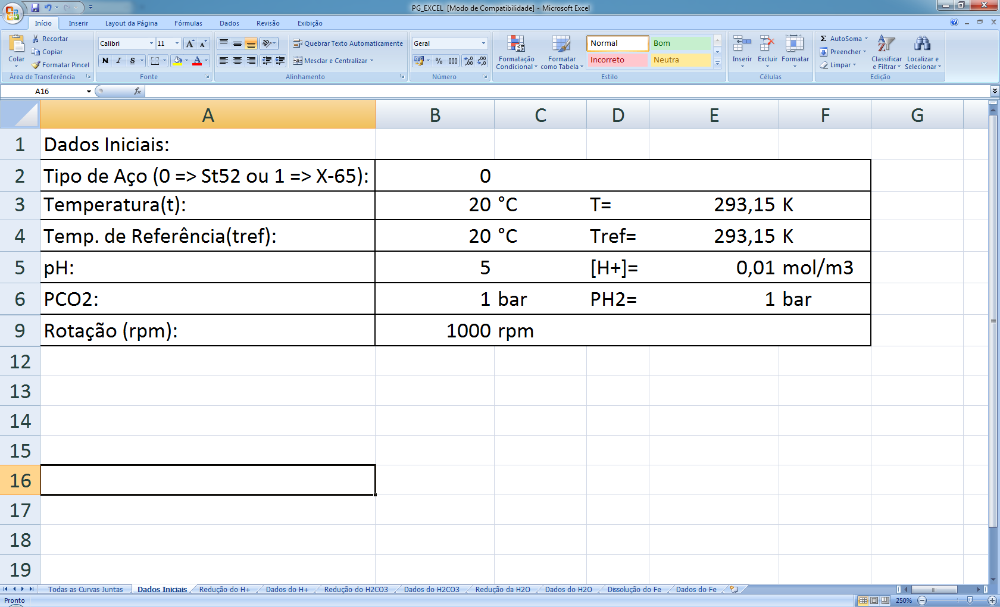 PG_EXCEL [Modo de Compatibilidade] - Microsoft Excel
Início Inserir Layout da Página Fórmulas Dados Revisão Exibição
Colar
Recortar
Copiar
Formatar Pincel
Área de Transferência
Calibri 11
N I S
Fonte
Quebrar Texto Automaticamente
Mesclar e Centralizar
Alinhamento
Geral
% 000
Número
Formatação Condicional
Formatar como Tabela
Normal Bom
Incorreto Neutra
Estilo
Inserir Excluir Formatar
Células
AutoSoma
Preencher
Limpar
Classificar e Filtrar
Localizar e Selecionar
Edição
A16 fx
A B C D E F G
1 Dados Iniciais:
2 Tipo de Aço (0 => St52 ou 1 => X-65): 0
3 Temperatura(t): 20 °C T= 293,15 K
4 Temp. de Referência(tref): 20 °C Tref= 293,15 K
5 pH: 5 [H+]= 0,01 mol/m3
6 PCO2: 1 bar PH2= 1 bar
9 Rotação (rpm): 1000 rpm
12
13
14
15
16
17
18
19
Todas as Curvas Juntas Dados Iniciais Redução do H+ Dados do H+ Redução do H2CO3 Dados do H2CO3 Redução da H2O Dados do H2O Dissolução do Fe Dados do Fe
Pronto 250%